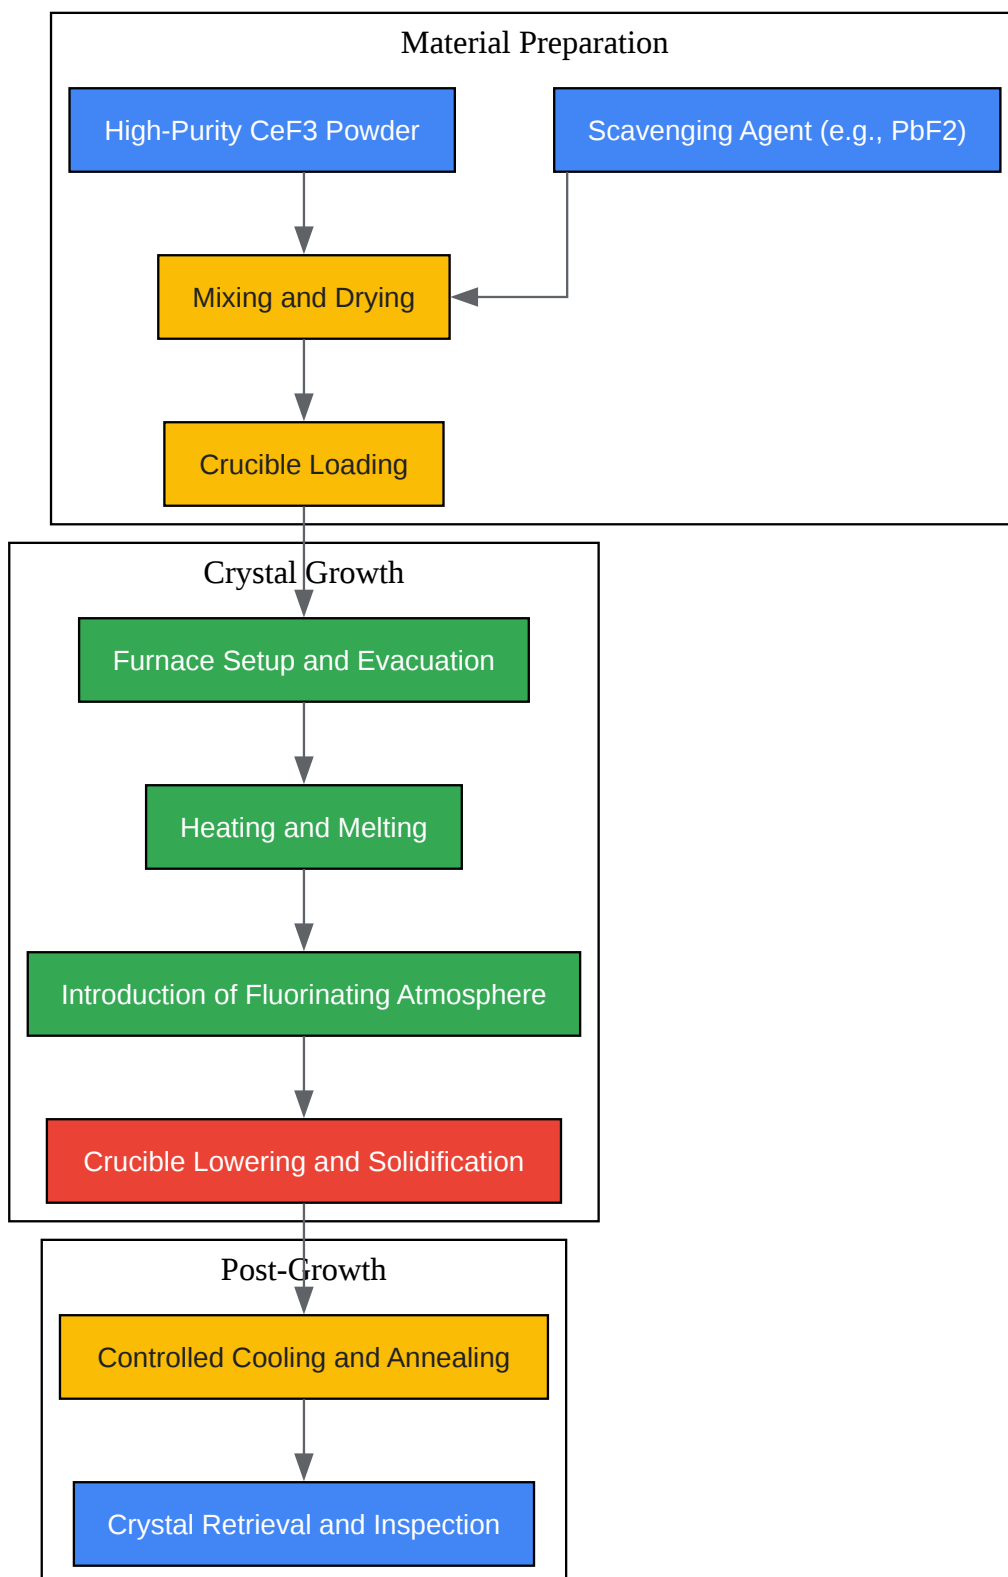 Material Preparation
High-Purity CeF3 Powder
Scavenging Agent (e.g., PbF2)
Mixing and Drying
Crucible Loading
Crystal Growth
Furnace Setup and Evacuation
Heating and Melting
Introduction of Fluorinating Atmosphere
Crucible Lowering and Solidification
Post-Growth
Controlled Cooling and Annealing
Crystal Retrieval and Inspection